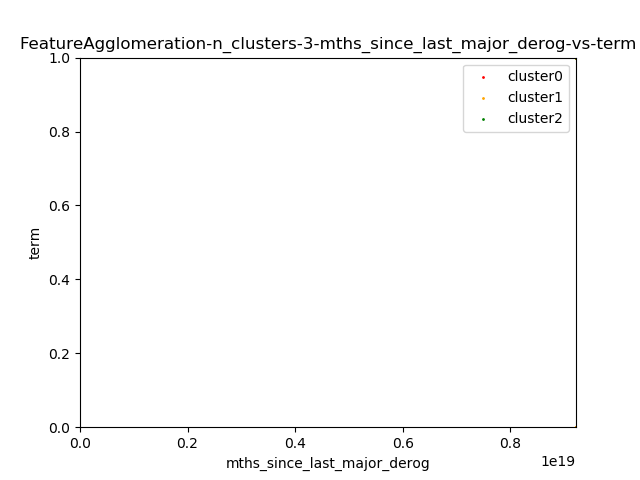 FeatureAgglomeration-n_clusters-3-mths_since_last_major_derog-vs-term
cluster0
cluster1
cluster2
1.0
0.8
0.6
0.4
0.2
0.0
term
0.0 0.2 0.4 0.6 0.8
1e19
mths_since_last_major_derog